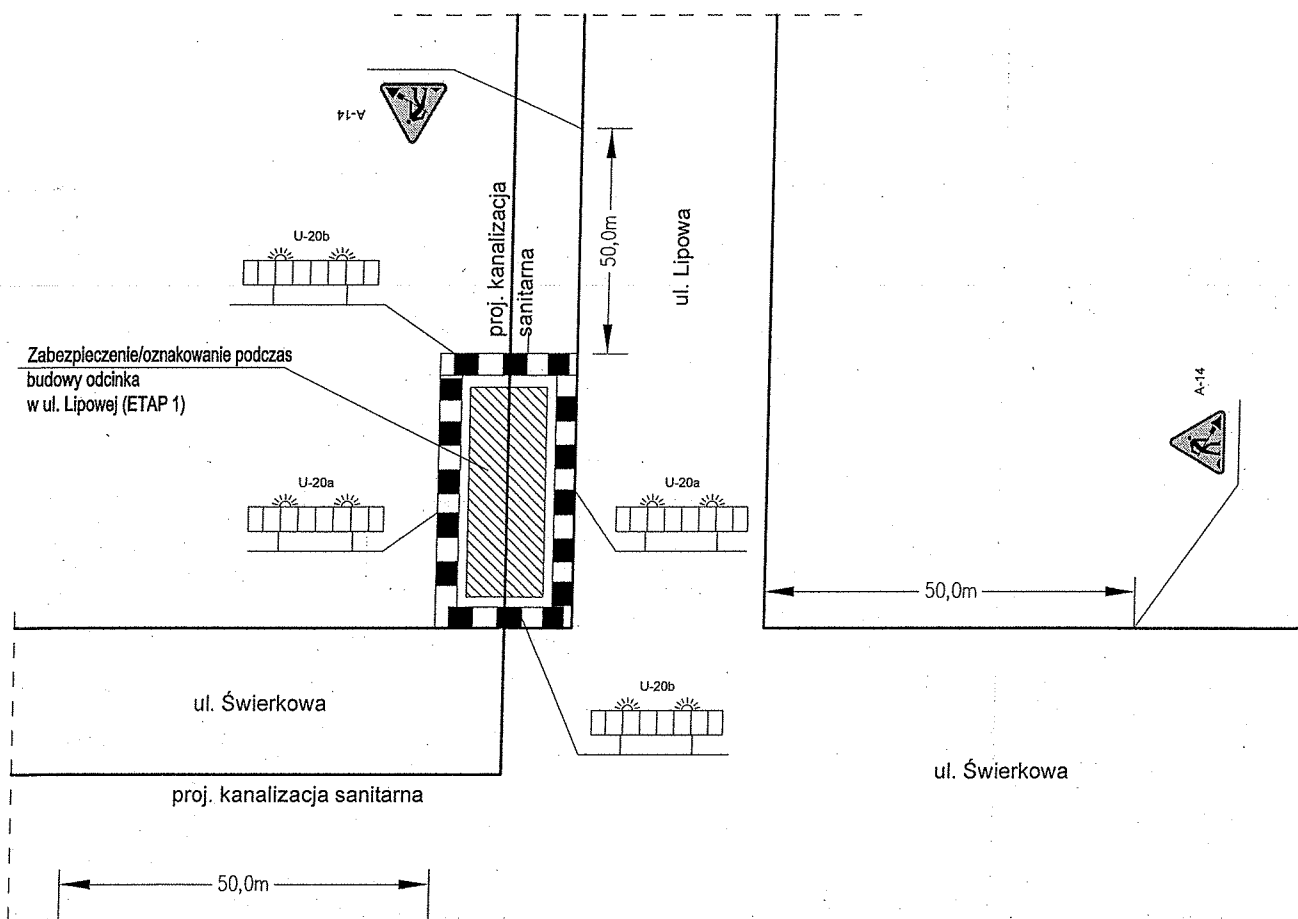 A-14
U-20b
proj. kanalizacja
sanitarna
50,0m
ul. Lipowa
Zabezpieczenie/oznakowanie podczas
budowy odcinka
w ul. Lipowej (ETAP 1)
A-14
U-20a
U-20a
50,0m
ul. Świerkowa
U-20b
ul. Świerkowa
proj. kanalizacja sanitarna
50,0m